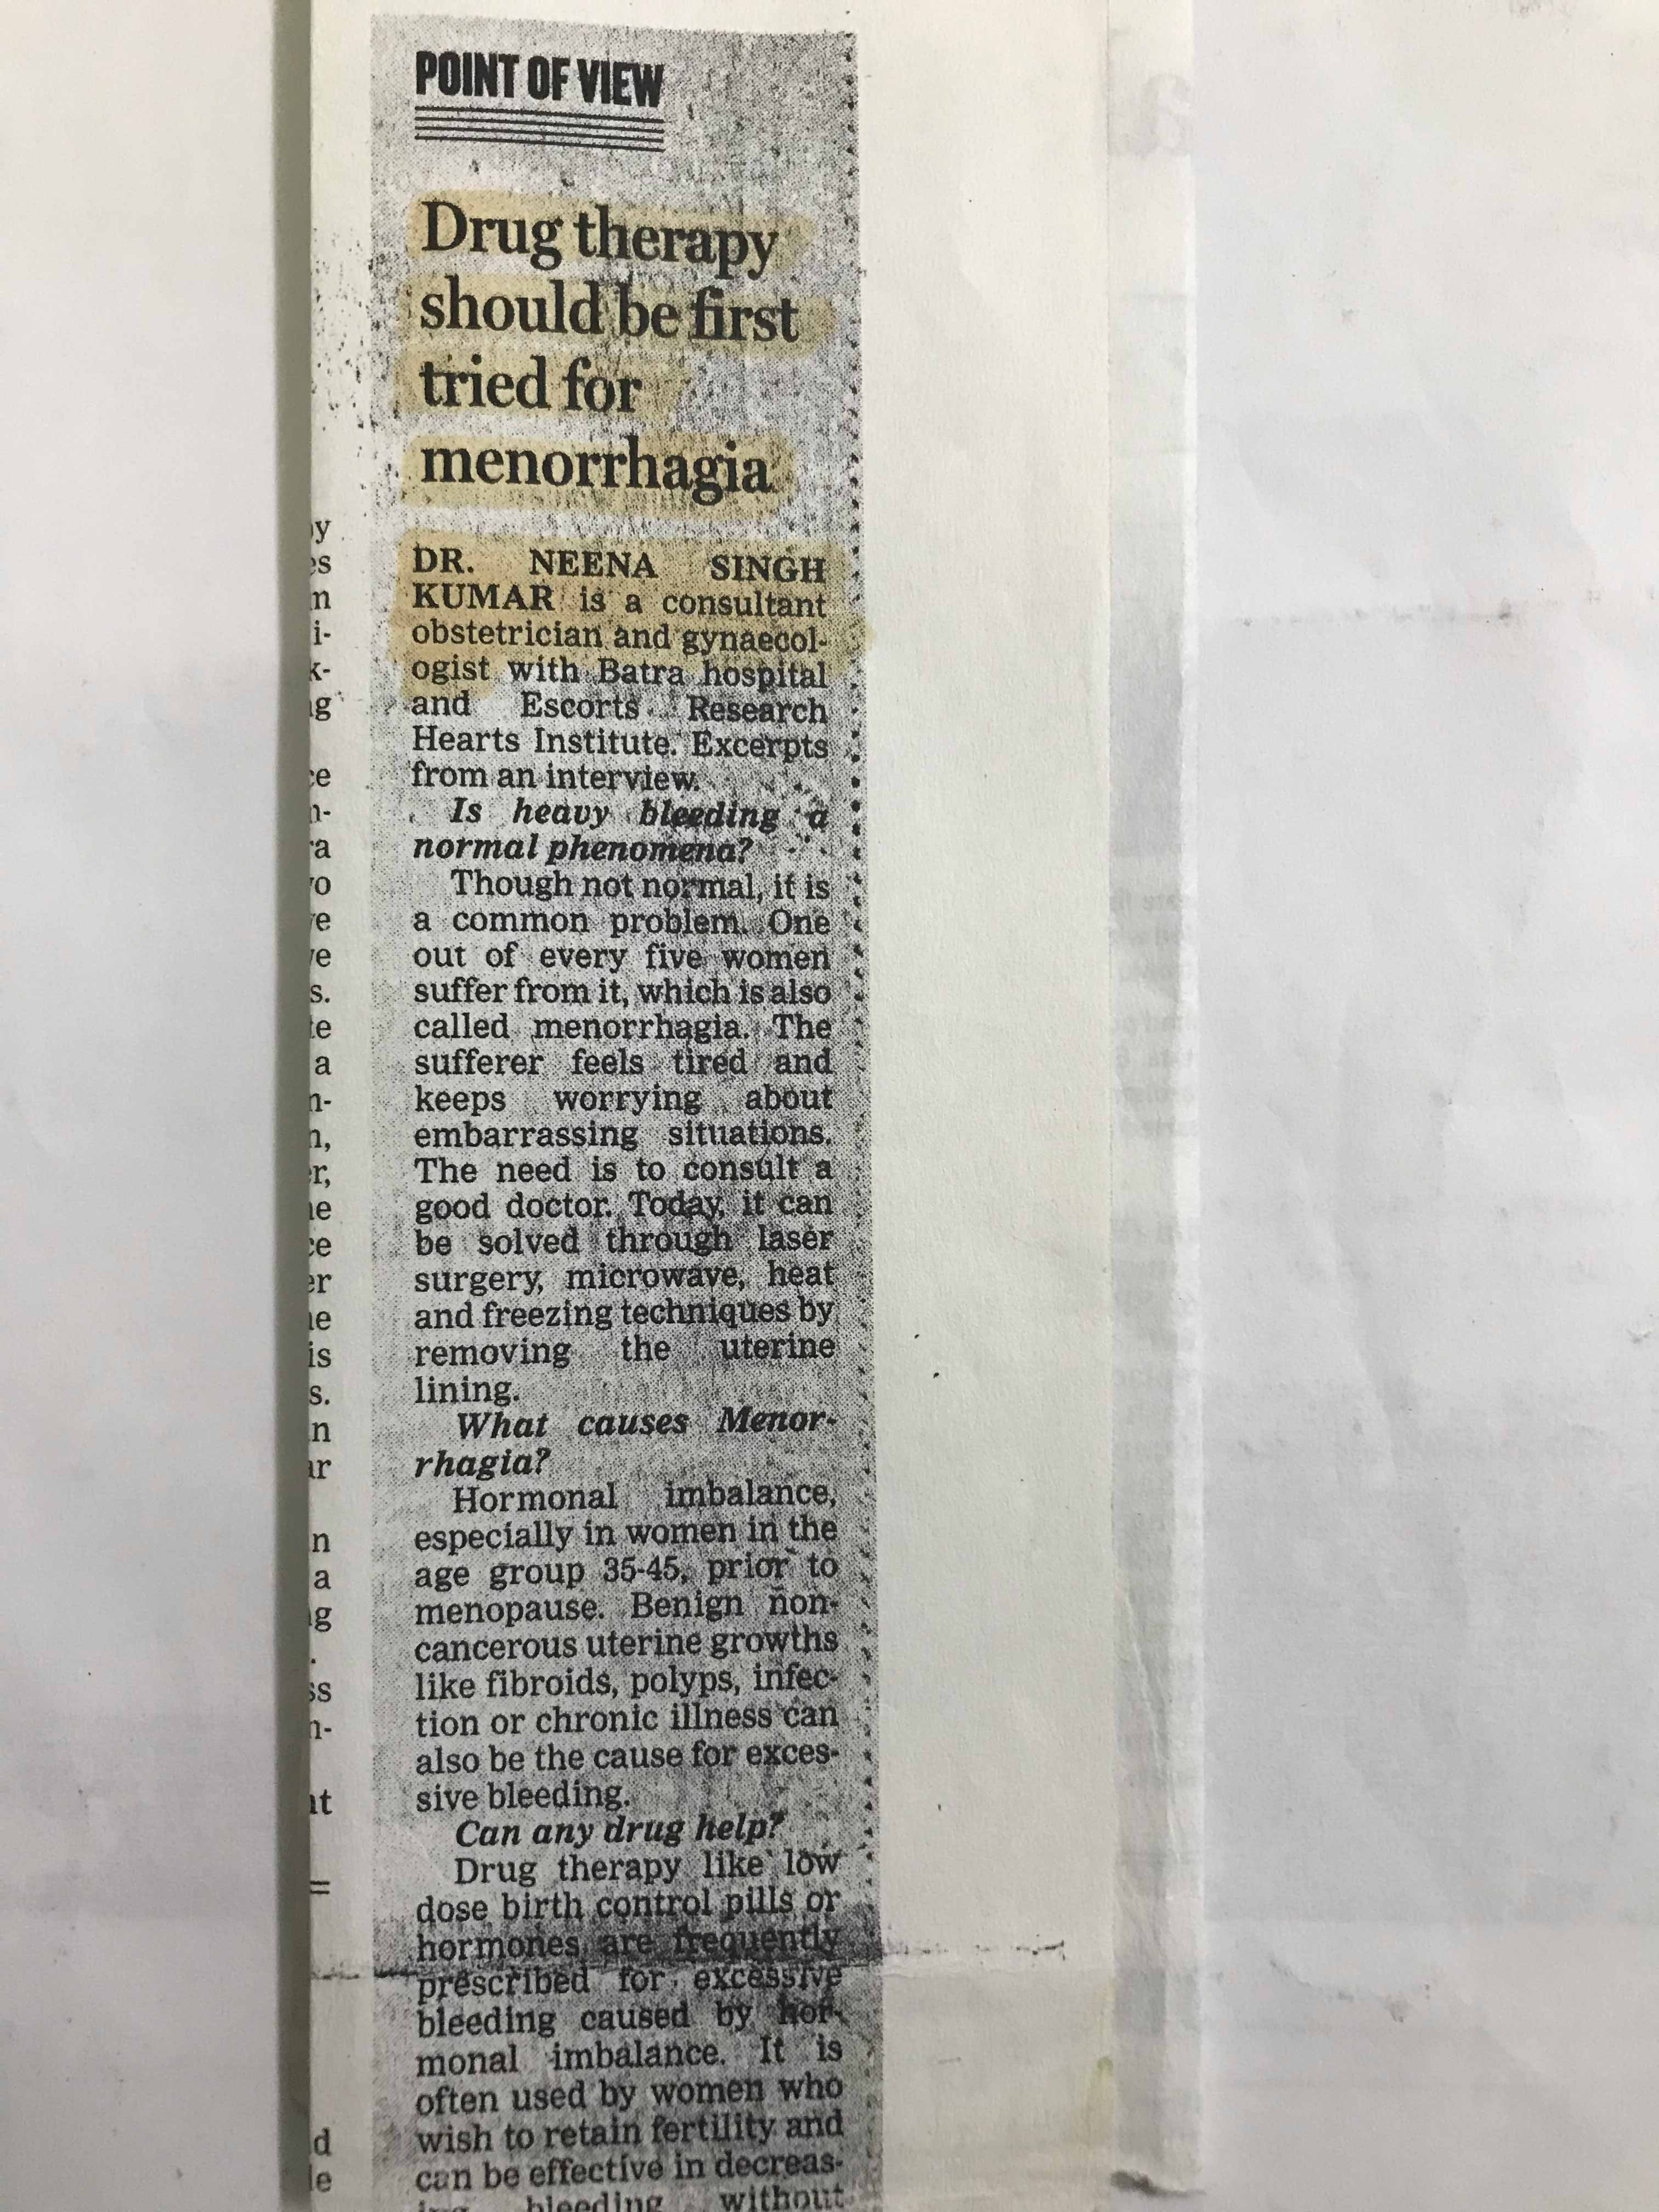 POINT OF VIEW
Drug therapy
should be first
tried for
menorrhagia
DR. NEENA SINGH
KUMAR is a consultant
obstetrician and gynaecol-
ogist with Batra hospital
and Escorts Research
Hearts Institute. Excerpts
from an interview.
Is heavy bleeding a
normal phenomena?
Though not normal, it is
a common problem. One
out of every five women
suffer from it, which is also
called menorrhagia. The
sufferer feels tired and
keeps worrying about
embarrassing situations.
The need is to consult a
good doctor. Today, it can
be solved through laser
surgery, microwave, heat
and freezing techniques by
removing the uterine
lining.
What causes Menor-
rhagia?
Hormonal imbalance,
especially in women in the
age group 35-45, prior to
menopause. Benign non-
cancerous uterine growths
like fibroids, polyps, infec-
tion or chronic illness can
also be the cause for exces-
sive bleeding.
Can any drug help?
Drug therapy like low
dose birth control pills or
hormones are frequently
prescribed for excessive
bleeding caused by hor-
monal imbalance. It is
often used by women who
wish to retain fertility and
can be effective in decreas-
ing bleeding without